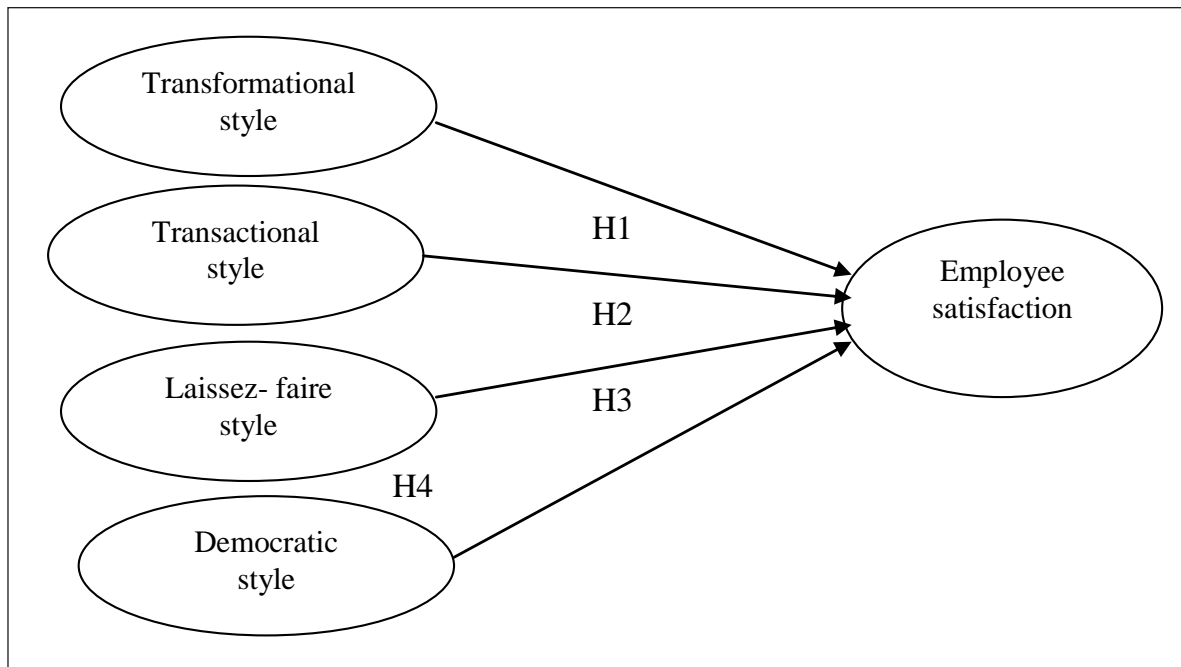 Transformational
style
H1
Transactional
style
Employee
satisfaction
H2
Laissez- faire
style
H3
H4
Democratic
style